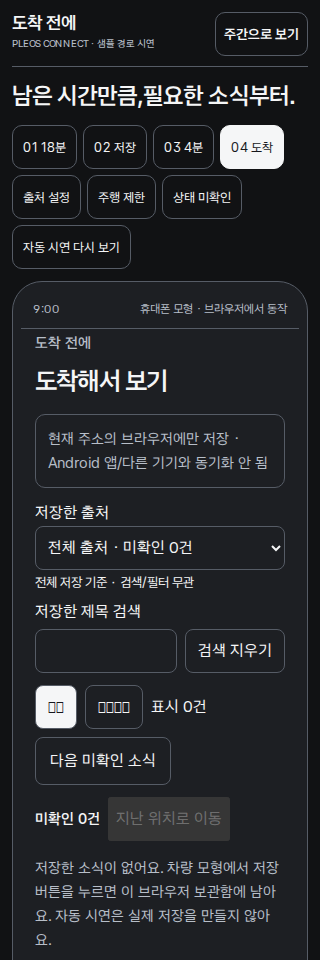 도착 전에
PLEOS CONNECT · 샘플 경로 시연
주간으로 보기
남은 시간만큼,필요한 소식부터.
01 18분
02 저장
03 4분
04 도착
출처 설정
주행 제한
상태 미확인
자동 시연 다시 보기
9:00
휴대폰 모형 · 브라우저에서 동작
도착 전에
도착해서 보기
현재 주소의 브라우저에만 저장 ·
Android 앱/다른 기기와 동기화 안 됨
저장한 출처
전체 출처 · 미확인 0건
전체 저장 기준 · 검색/필터 무관
저장한 제목 검색
검색 지우기
표시 0건
다음 미확인 소식
미확인 0건
지난 위치로 이동
저장한 소식이 없어요. 차량 모형에서 저장
버튼을 누르면 이 브라우저 보관함에 남아
요. 자동 시연은 실제 저장을 만들지 않아
요.